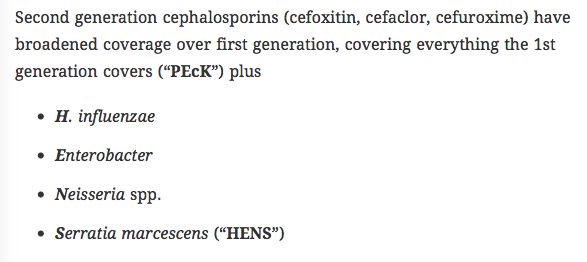 Second generation cephalosporins (cefoxitin, cefaclor, cefuroxime) have
broadened coverage over first generation, covering everything the 1st
generation covers (“PEcK”) plus
• H. influenzae
• Enterobacter
• Neisseria spp.
• Serratia marcescens (“HENS”)